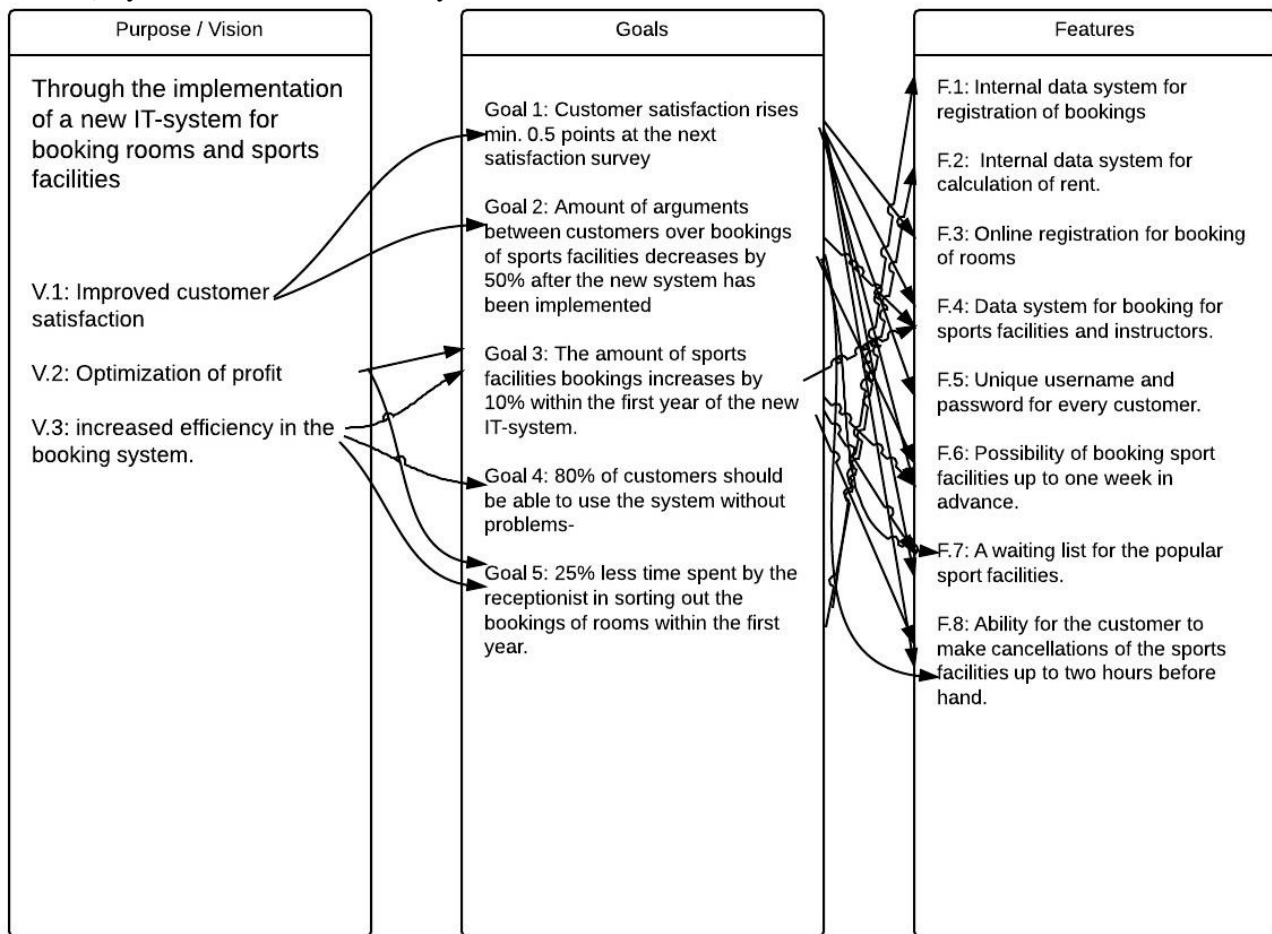 Purpose / Vision
Through the implementation
of a new IT-system for
booking rooms and sports
facilities
V.1: Improved customer
satisfaction
V.2: Optimization of profit
V.3: increased efficiency in the
booking system.
Goals
Goal 1: Customer satisfaction rises
min. 0.5 points at the next
satisfaction survey
Goal 2: Amount of arguments
between customers over bookings
of sports facilities decreases by
50% after the new system has
been implemented
Goal 3: The amount of sports
facilities bookings increases by
10% within the first year of the new
IT-system.
Goal 4: 80% of customers should
be able to use the system without
problems-
Goal 5: 25% less time spent by the
receptionist in sorting out the
bookings of rooms within the first
year.
Features
F.1: Internal data system for
registration of bookings
F.2: Internal data system for
calculation of rent.
F.3: Online registration for booking
of rooms
F.4: Data system for booking for
sports facilities and instructors.
F.5: Unique username and
password for every customer.
F.6: Possibility of booking sport
facilities up to one week in
advance.
F.7: A waiting list for the popular
sport facilities.
F.8: Ability for the customer to
make cancellations of the sports
facilities up to two hours before
hand.